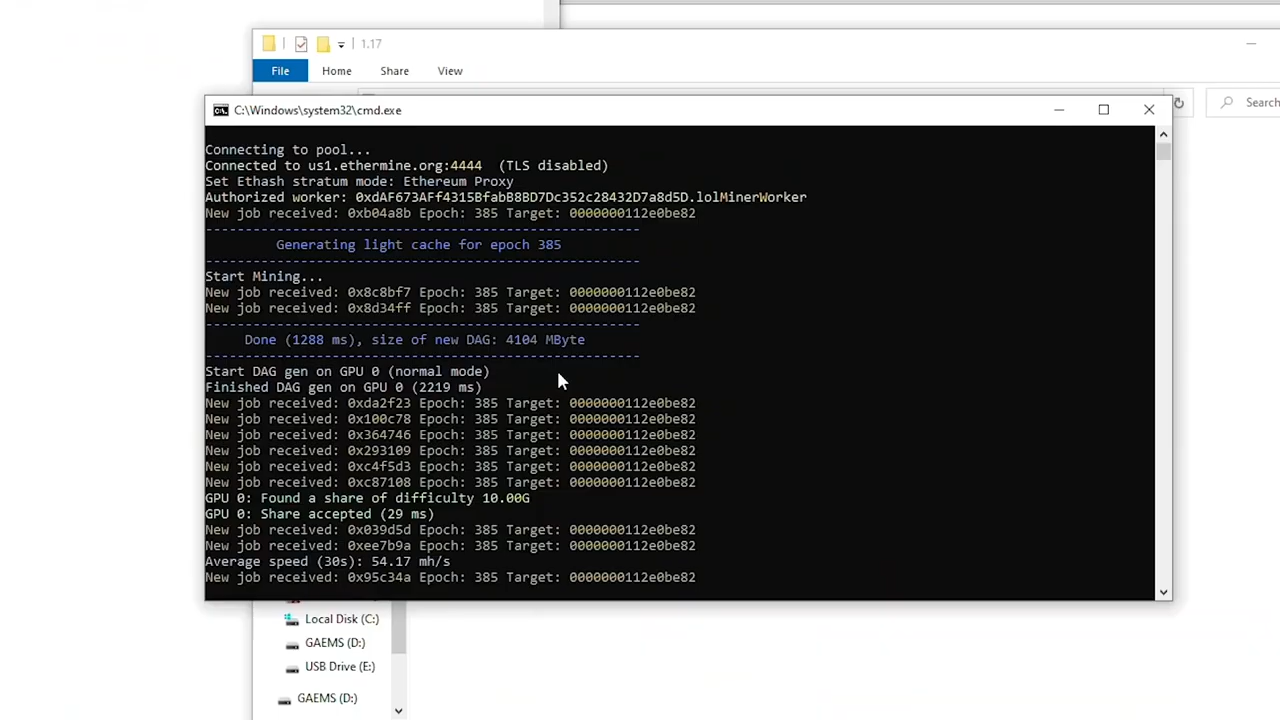 1.17
File Home Share View
Search
C:\Windows\system32\cmd.exe
Connecting to pool...
Connected to us1.ethermine.org:4444 (TLS disabled)
Set Ethash stratum mode: Ethereum Proxy
Authorized worker: 0xdAF673AFf4315BfabB8BD7Dc352c28432D7a8d5D.lolMinerWorker
New job received: 0xb04a8b Epoch: 385 Target: 0000000112e0be82
-----------------------------------------------------
Generating light cache for epoch 385
-----------------------------------------------------
Start Mining...
New job received: 0x8c8bf7 Epoch: 385 Target: 0000000112e0be82
New job received: 0x8d34ff Epoch: 385 Target: 0000000112e0be82
-----------------------------------------------------
Done (1288 ms), size of new DAG: 4104 MByte
-----------------------------------------------------
Start DAG gen on GPU 0 (normal mode)
Finished DAG gen on GPU 0 (2219 ms)
New job received: 0xda2f23 Epoch: 385 Target: 0000000112e0be82
New job received: 0x100c78 Epoch: 385 Target: 0000000112e0be82
New job received: 0x364746 Epoch: 385 Target: 0000000112e0be82
New job received: 0x293109 Epoch: 385 Target: 0000000112e0be82
New job received: 0xc4f5d3 Epoch: 385 Target: 0000000112e0be82
New job received: 0xc87108 Epoch: 385 Target: 0000000112e0be82
GPU 0: Found a share of difficulty 10.00G
GPU 0: Share accepted (29 ms)
New job received: 0x039d5d Epoch: 385 Target: 0000000112e0be82
New job received: 0xee7b9a Epoch: 385 Target: 0000000112e0be82
Average speed (30s): 54.17 mh/s
New job received: 0x95c34a Epoch: 385 Target: 0000000112e0be82
Local Disk (C:)
GAEMS (D:)
USB Drive (E:)
GAEMS (D:)